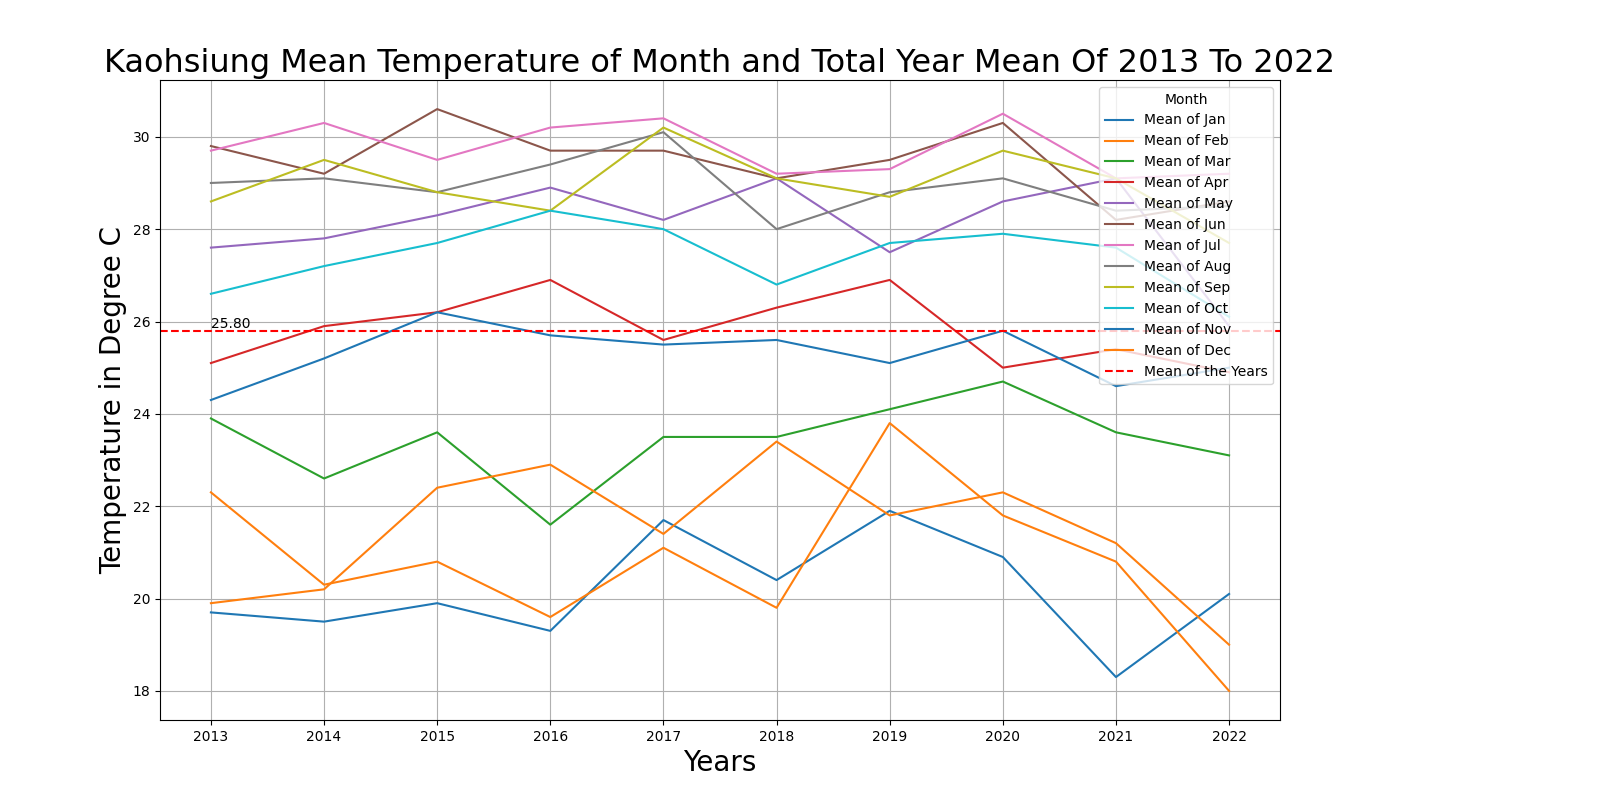 Kaohsiung Mean Temperature of Month and Total Year Mean Of 2013 To 2022
Temperature in Degree C
30
28
26
24
22
20
18
25.80
Month
Mean of Jan
Mean of Feb
Mean of Mar
Mean of Apr
Mean of May
Mean of Jun
Mean of Jul
Mean of Aug
Mean of Sep
Mean of Oct
Mean of Nov
Mean of Dec
Mean of the Years
2013 2014 2015 2016 2017 2018 2019 2020 2021 2022
Years